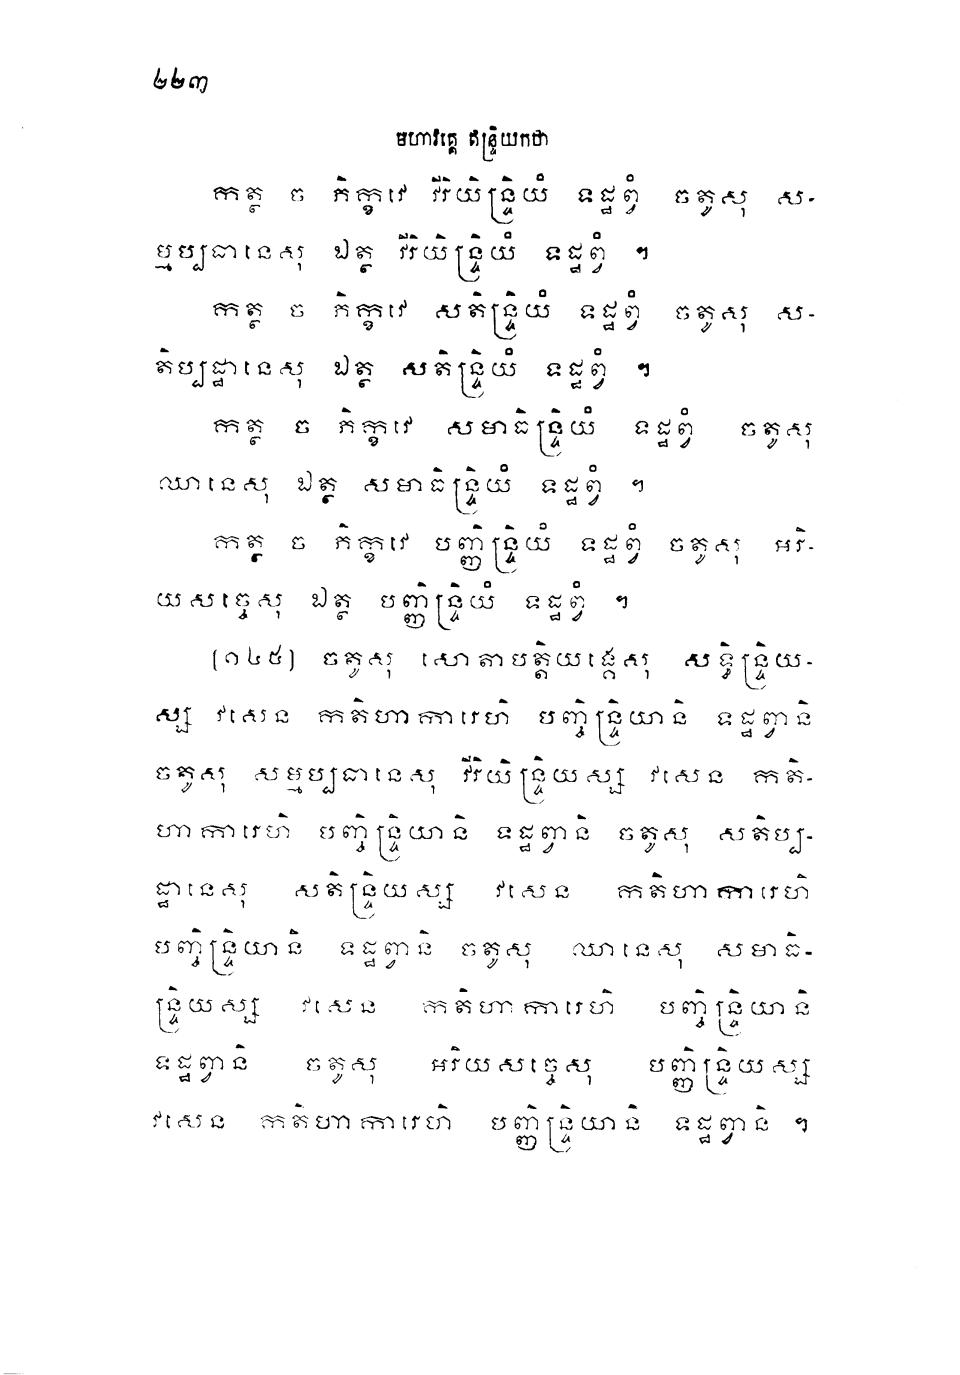 ២២៣
មហាវគ្គេ ឥន្ទ្រិយកថា
កត្ថ ច ភិក្ខវេ វីរិយិន្ទ្រិយំ ទដ្ឋព្វំ ចតូសុ ស-
ម្មប្បធានេសុ ឯត្ថ វីរិយិន្ទ្រិយំ ទដ្ឋព្វំ ។
កត្ថ ច ភិក្ខវេ សតិន្ទ្រិយំ ទដ្ឋព្វំ ចតូសុ ស-
តិប្បដ្ឋានេសុ ឯត្ថ សតិន្ទ្រិយំ ទដ្ឋព្វំ ។
កត្ថ ច ភិក្ខវេ សមាធិន្ទ្រិយំ ទដ្ឋព្វំ ចតូសុ
ឈានេសុ ឯត្ថ សមាធិន្ទ្រិយំ ទដ្ឋព្វំ ។
កត្ថ ច ភិក្ខវេ បញ្ញិន្ទ្រិយំ ទដ្ឋព្វំ ចតូសុ អរិ-
យសច្ចេសុ ឯត្ថ បញ្ញិន្ទ្រិយំ ទដ្ឋព្វំ ។
(១៤៥) ចតូសុ សោតាបត្តិយង្គេសុ សទ្ធិន្ទ្រិយ-
ស្ស វសេន កតិហាការេហិ បញ្ចិន្ទ្រិយានិ ទដ្ឋព្វានិ
ចតូសុ សម្មប្បធានេសុ វីរិយិន្ទ្រិយស្ស វសេន កតិ-
ហាការេហិ បញ្ចិន្ទ្រិយានិ ទដ្ឋព្វានិ ចតូសុ សតិប្ប-
ដ្ឋានេសុ សតិន្ទ្រិយស្ស វសេន កតិហាការេហិ
បញ្ចិន្ទ្រិយានិ ទដ្ឋព្វានិ ចតូសុ ឈានេសុ សមាធិ-
ន្ទ្រិយស្ស វសេន កតិហាការេហិ បញ្ចិន្ទ្រិយានិ
ទដ្ឋព្វានិ ចតូសុ អរិយសច្ចេសុ បញ្ញិន្ទ្រិយស្ស
វសេន កតិហាការេហិ បញ្ញិន្ទ្រិយានិ ទដ្ឋព្វានិ ។